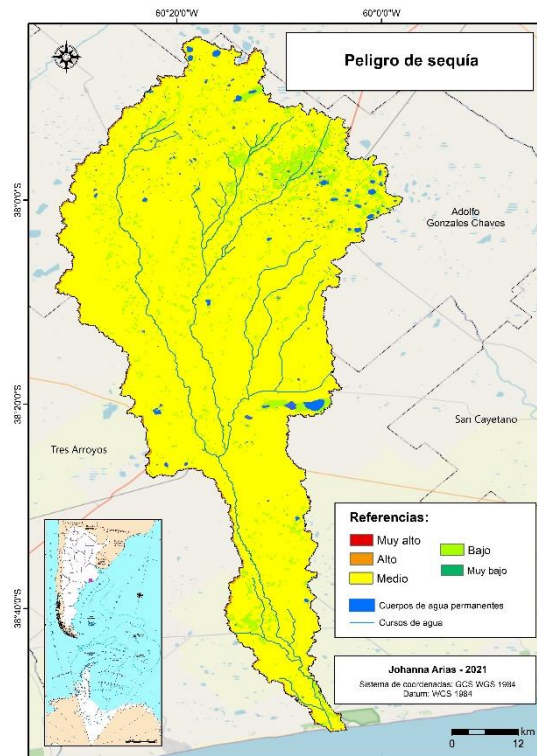 60°20'0"O
60°0'0"O
Peligro de sequía
38°0'0"S
Adolfo
Gonzales Chaves
38°20'0"S
San Cayetano
Tres Arroyos
Referencias:
Muy alto
Alto
Medio
Bajo
Muy bajo
Cuerpos de agua permanentes
Cursos de agua
38°40'0"S
Johanna Arias - 2021
Sistema de coordenadas: GCS WGS 1984
Datum: WCS 1984
km
0 12